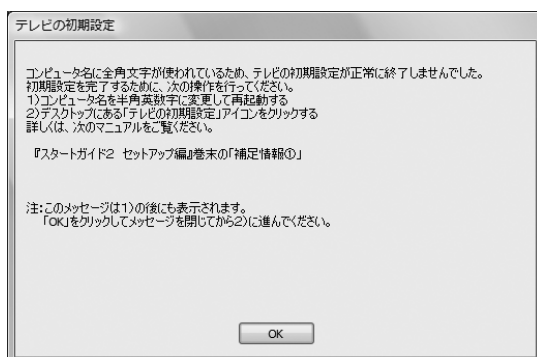 テレビの初期設定
コンピュータ名に全角文字が使われているため、テレビの初期設定が正常に終了しませんでした。
初期設定を完了するために、次の操作を行ってください。
1)コンピュータ名を半角英数字に変更して再起動する
2)デスクトップにある「テレビの初期設定」アイコンをクリックする
詳しくは、次のマニュアルをご覧ください。
『スタートガイド2 セットアップ編』巻末の「補足情報①」
注:このメッセージは1)の後にも表示されます。
「OK」をクリックしてメッセージを閉じてから2)に進んでください。
OK